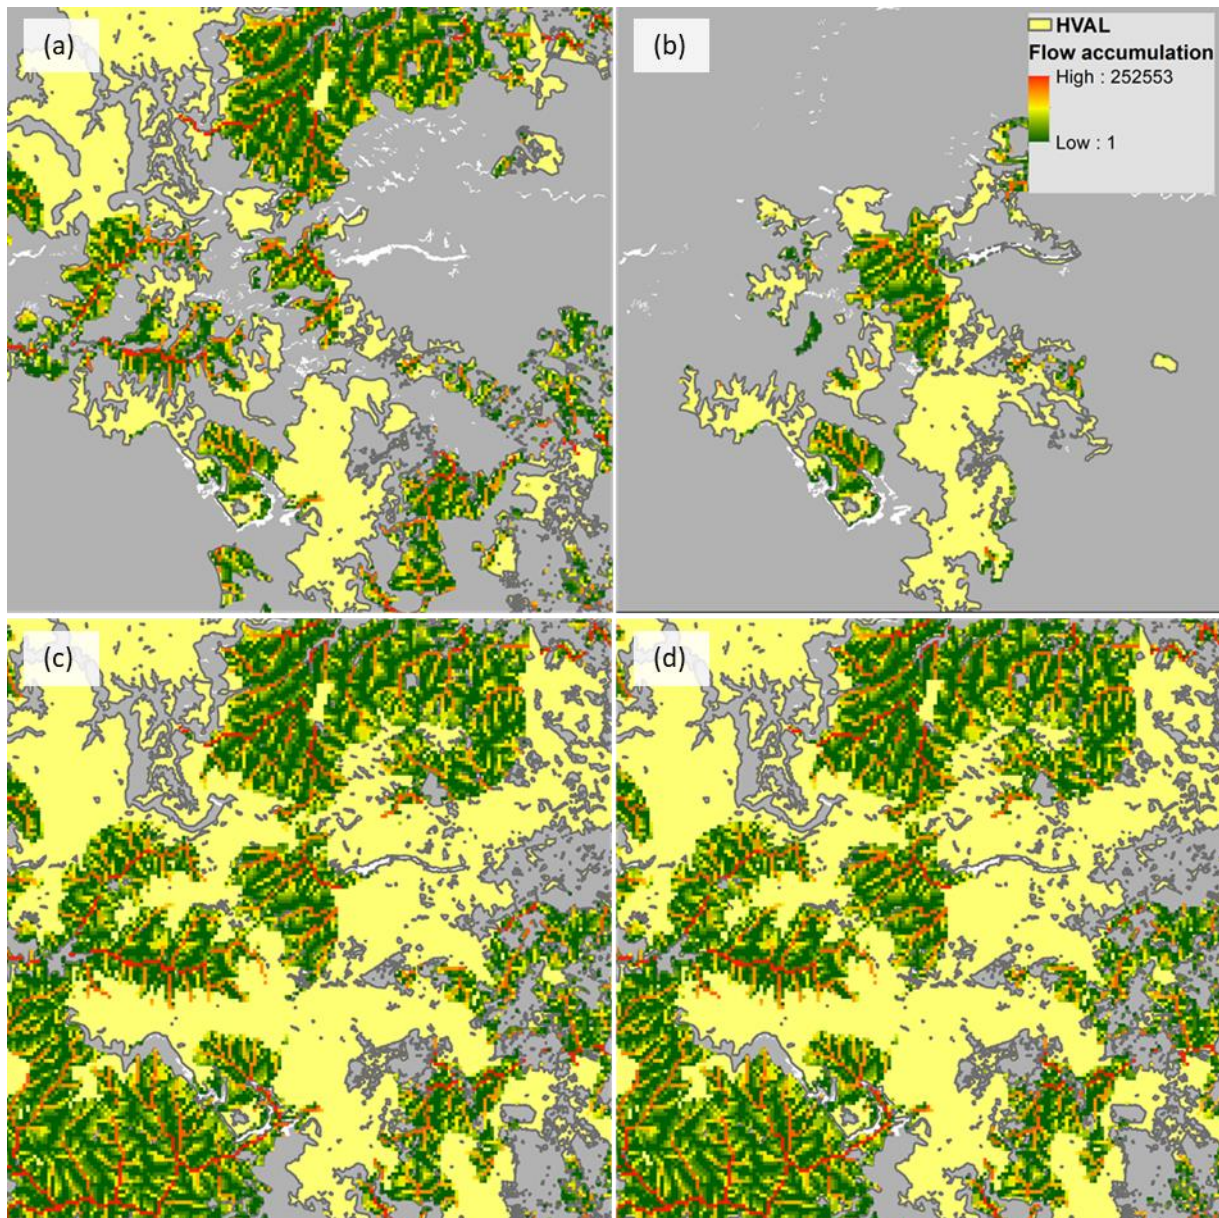 (a)
(b)
HVAL
Flow accumulation
High : 252553
Low : 1
(c)
(d)